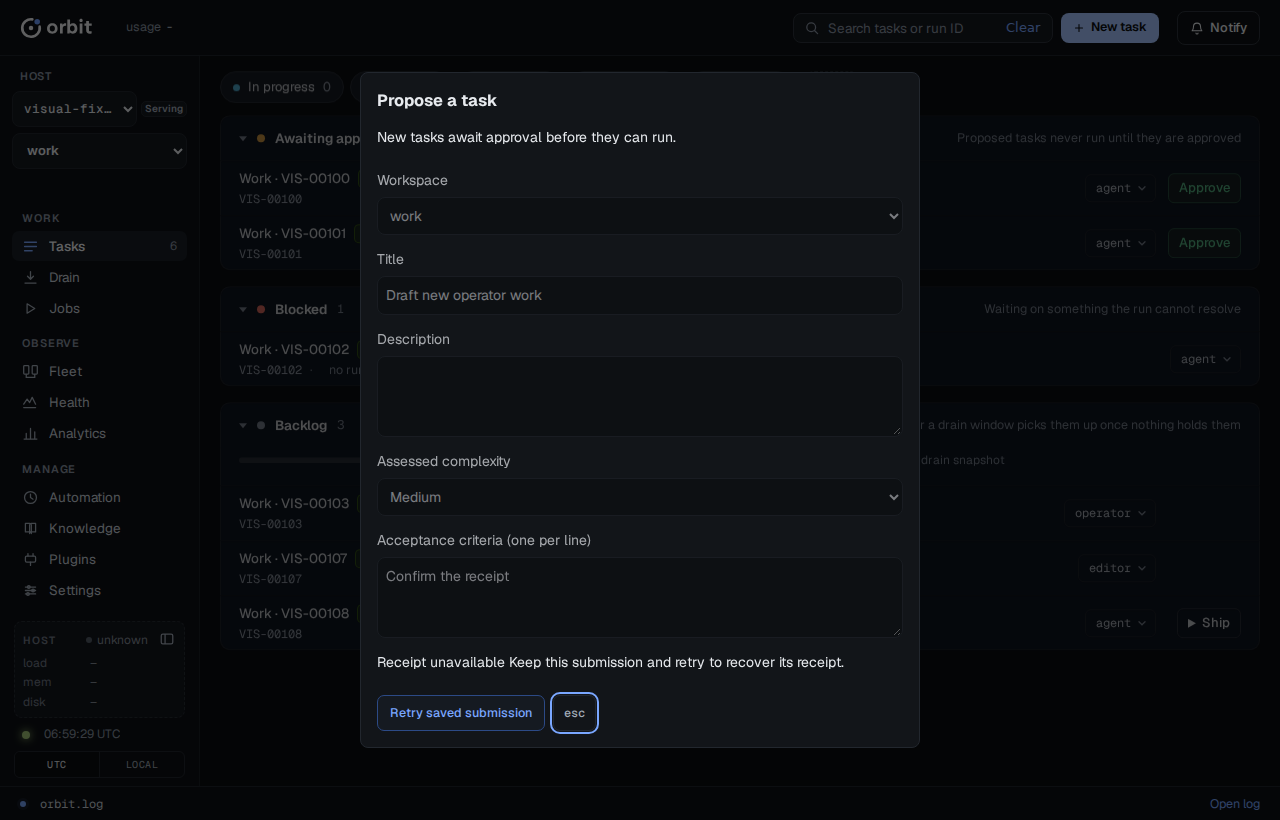 orbit
usage –
Search tasks or run ID
Clear
+ New task
Notify
HOST
visual-fix…
Serving
work
WORK
Tasks 6
Drain
Jobs
OBSERVE
Fleet
Health
Analytics
MANAGE
Automation
Knowledge
Plugins
Settings
HOST unknown
load –
mem –
disk –
06:59:29 UTC
UTC LOCAL
In progress 0
Awaiting app
Proposed tasks never run until they are approved
Work · VIS-00100
VIS-00100
agent
Approve
Work · VIS-00101
VIS-00101
agent
Approve
Blocked 1
Waiting on something the run cannot resolve
Work · VIS-00102
VIS-00102 · no ru
agent
Backlog 3
r a drain window picks them up once nothing holds them
drain snapshot
Work · VIS-00103
VIS-00103
operator
Work · VIS-00107
VIS-00107
editor
Work · VIS-00108
VIS-00108
agent
Ship
Propose a task
New tasks await approval before they can run.
Workspace
work
Title
Draft new operator work
Description
Assessed complexity
Medium
Acceptance criteria (one per line)
Confirm the receipt
Receipt unavailable Keep this submission and retry to recover its receipt.
Retry saved submission
esc
orbit.log
Open log